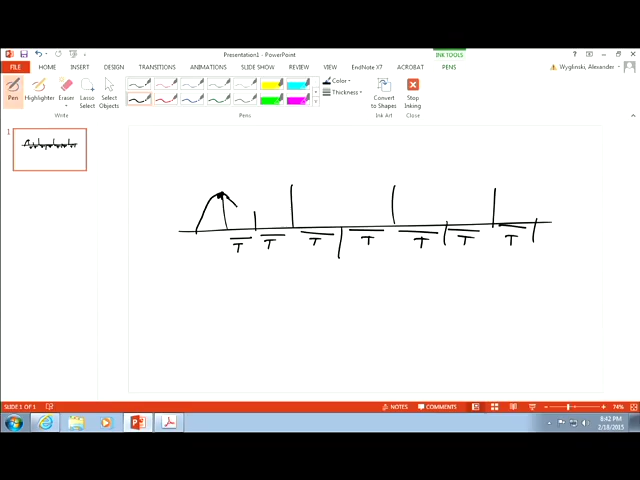 Presentation1 - PowerPoint
INK TOOLS
FILE HOME INSERT DESIGN TRANSITIONS ANIMATIONS SLIDE SHOW REVIEW VIEW EndNote X7 ACROBAT PENS
Wyglinski, Alexander
Pen Highlighter Eraser Lasso Select Select Objects
Color
Thickness
Convert to Shapes
Stop Inking
Write Pens Ink Art Close
1
T T T T T T T
SLIDE 1 OF 1
NOTES COMMENTS 74%
8:42 PM
2/18/2015